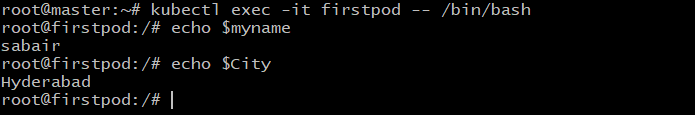 root@master:~# kubectl exec -it firstpod -- /bin/bash
root@firstpod:/# echo $myname
sabair
root@firstpod:/# echo $City
Hyderabad
root@firstpod:/#